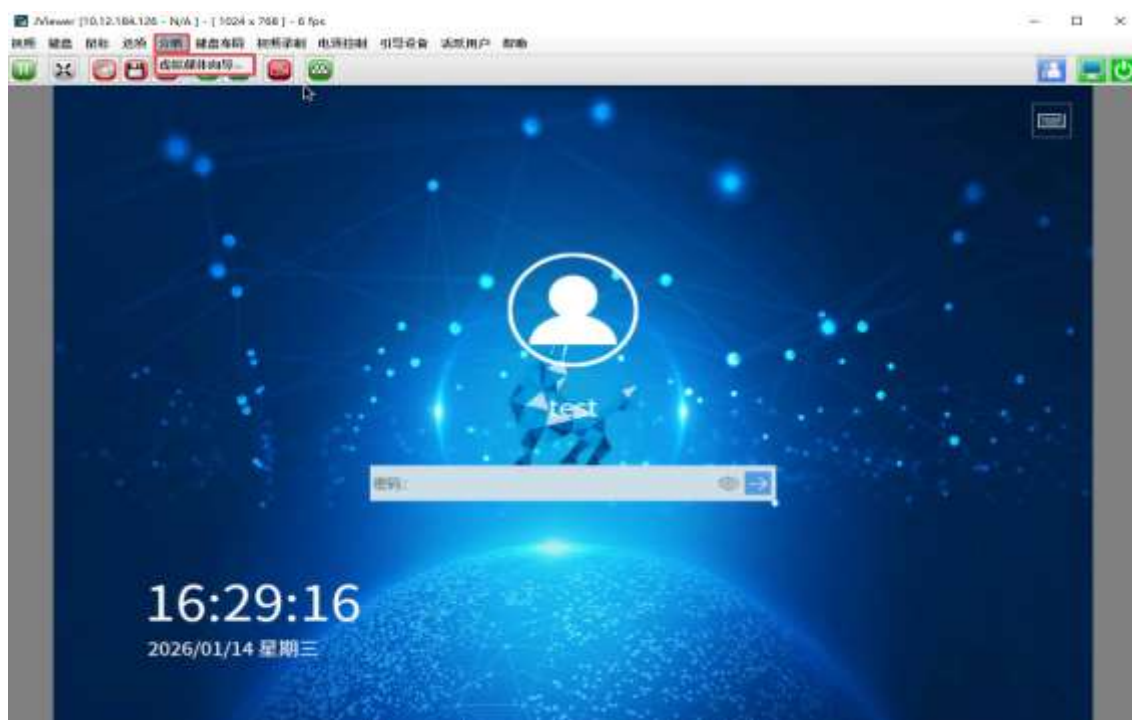 JViewer [10.12.184.126 - N/A ] - [ 1024 x 768 ] - 6 fps
视频 键盘 鼠标 选项 介质 键盘布局 视频录制 电源控制 引导设备 活跃用户 帮助
虚拟媒体向导...
test
密码：
16:29:16
2026/01/14 星期三